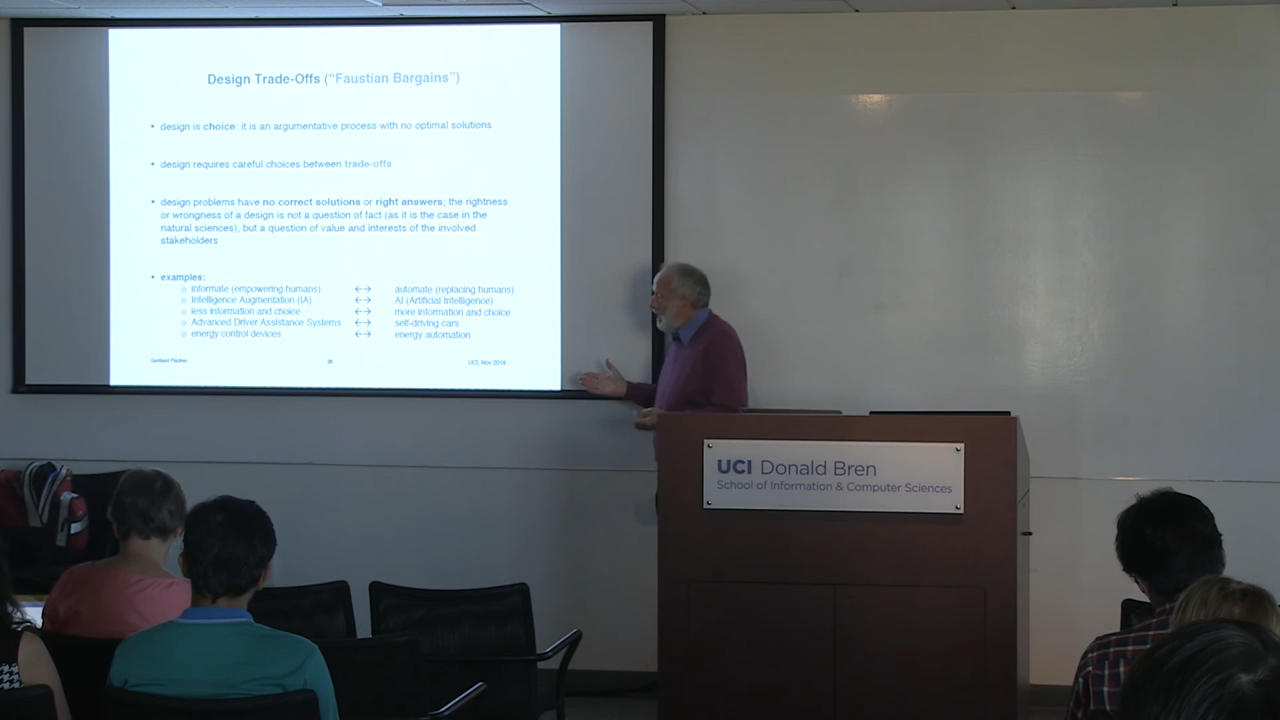 Design Trade-Offs ("Faustian Bargains")
• design is choice: it is an argumentative process with no optimal solutions
• design requires careful choices between trade-offs
• design problems have no correct solutions or right answers; the rightness
or wrongness of a design is not a question of fact (as it is the case in the
natural sciences), but a question of value and interests of the involved
stakeholders
• examples:
o informate (empowering humans) ←→ automate (replacing humans)
o Intelligence Augmentation (IA) ←→ AI (Artificial Intelligence)
o less information and choice ←→ more information and choice
o Advanced Driver Assistance Systems ←→ self-driving cars
o energy control devices ←→ energy automation
Gerhard Fischer UCI, Nov 2016
UCI Donald Bren
School of Information & Computer Sciences